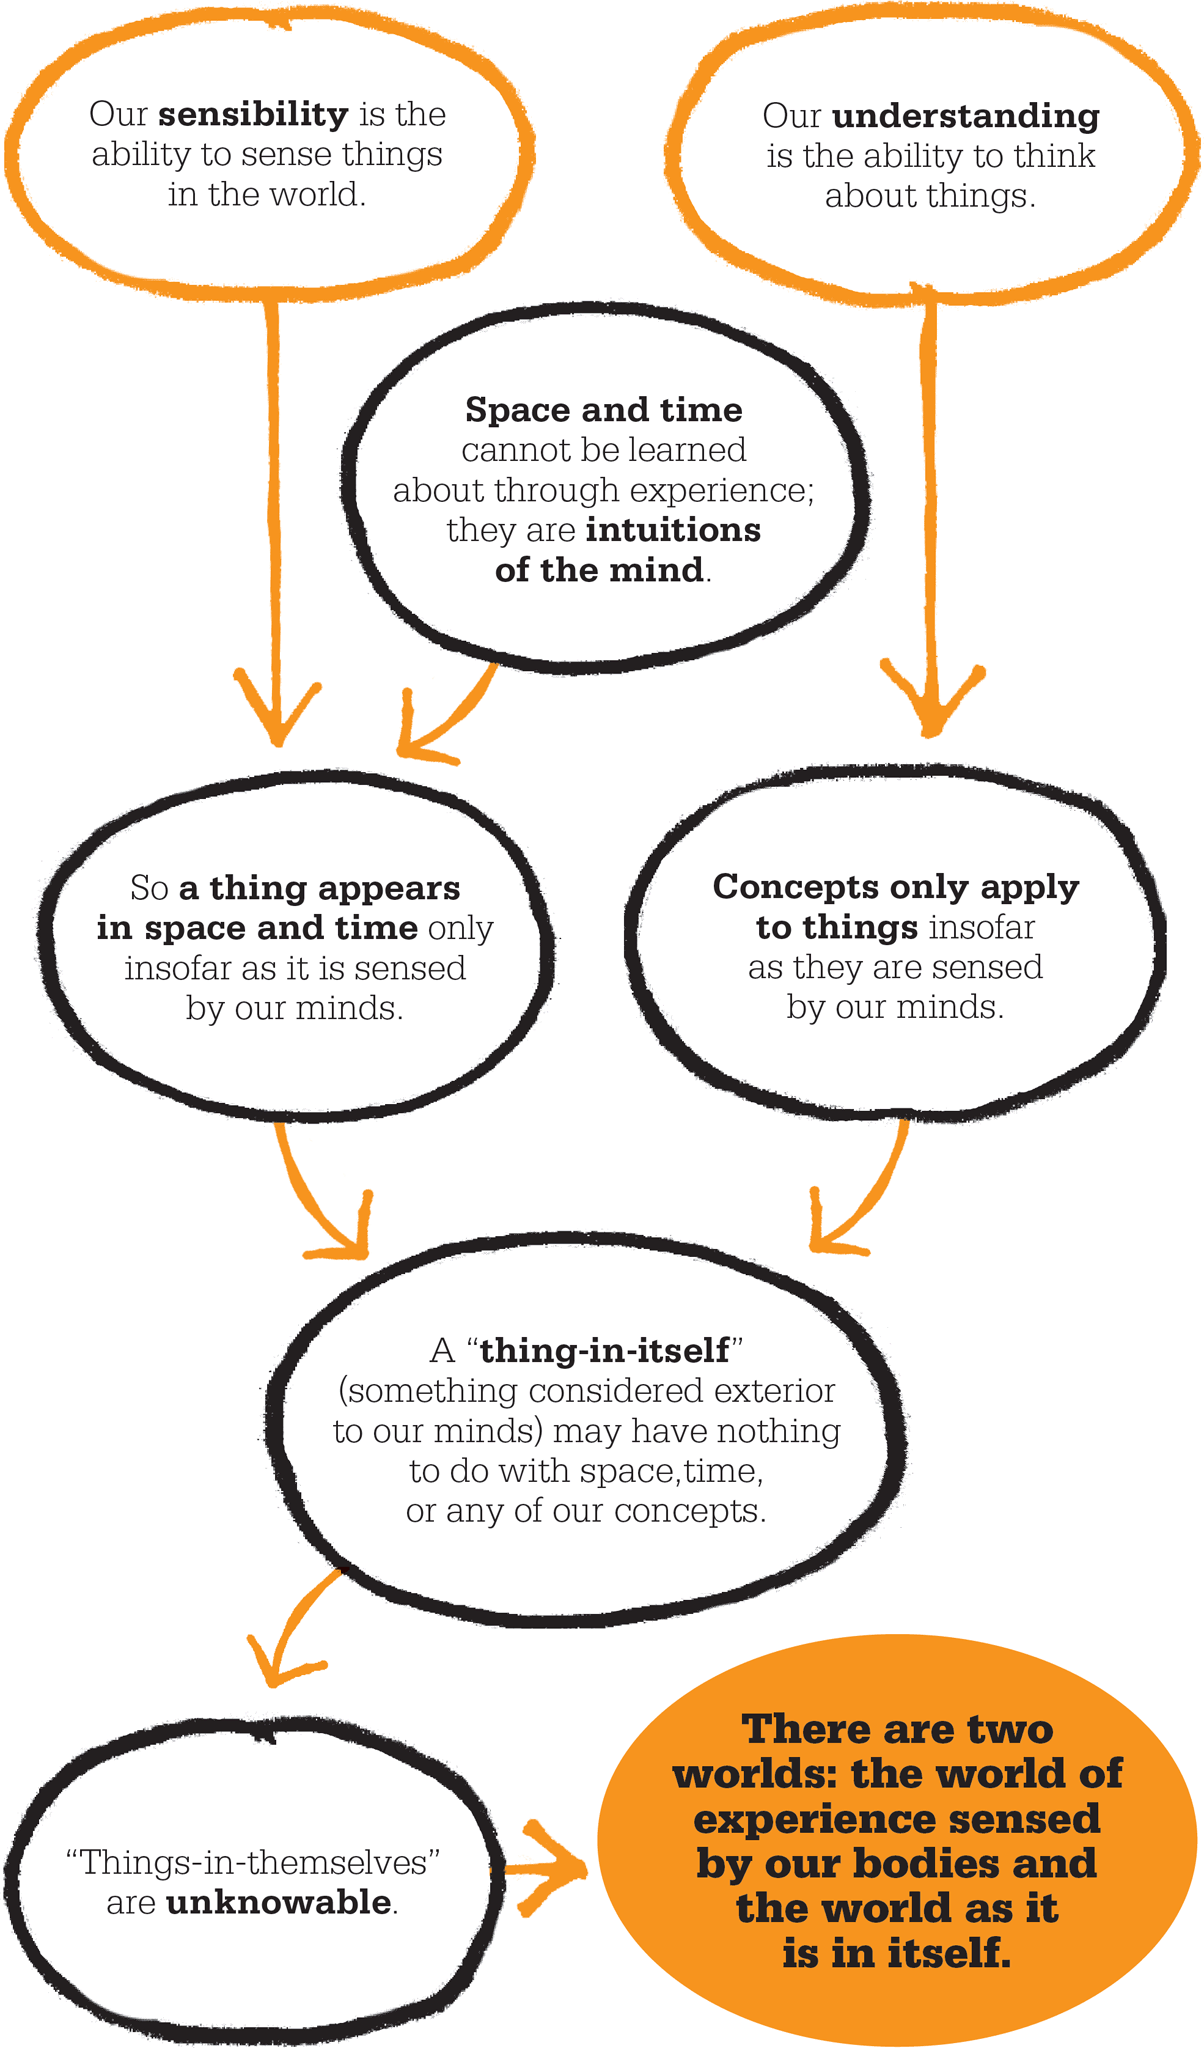 Our sensibility is the
ability to sense things
in the world.
Our understanding
is the ability to think
about things.
Space and time
cannot be learned
about through experience;
they are intuitions
of the mind.
So a thing appears
in space and time only
insofar as it is sensed
by our minds.
Concepts only apply
to things insofar
as they are sensed
by our minds.
A “thing-in-itself”
(something considered exterior
to our minds) may have nothing
to do with space,time,
or any of our concepts.
“Things-in-themselves”
are unknowable.
There are two
worlds: the world of
experience sensed
by our bodies and
the world as it
is in itself.